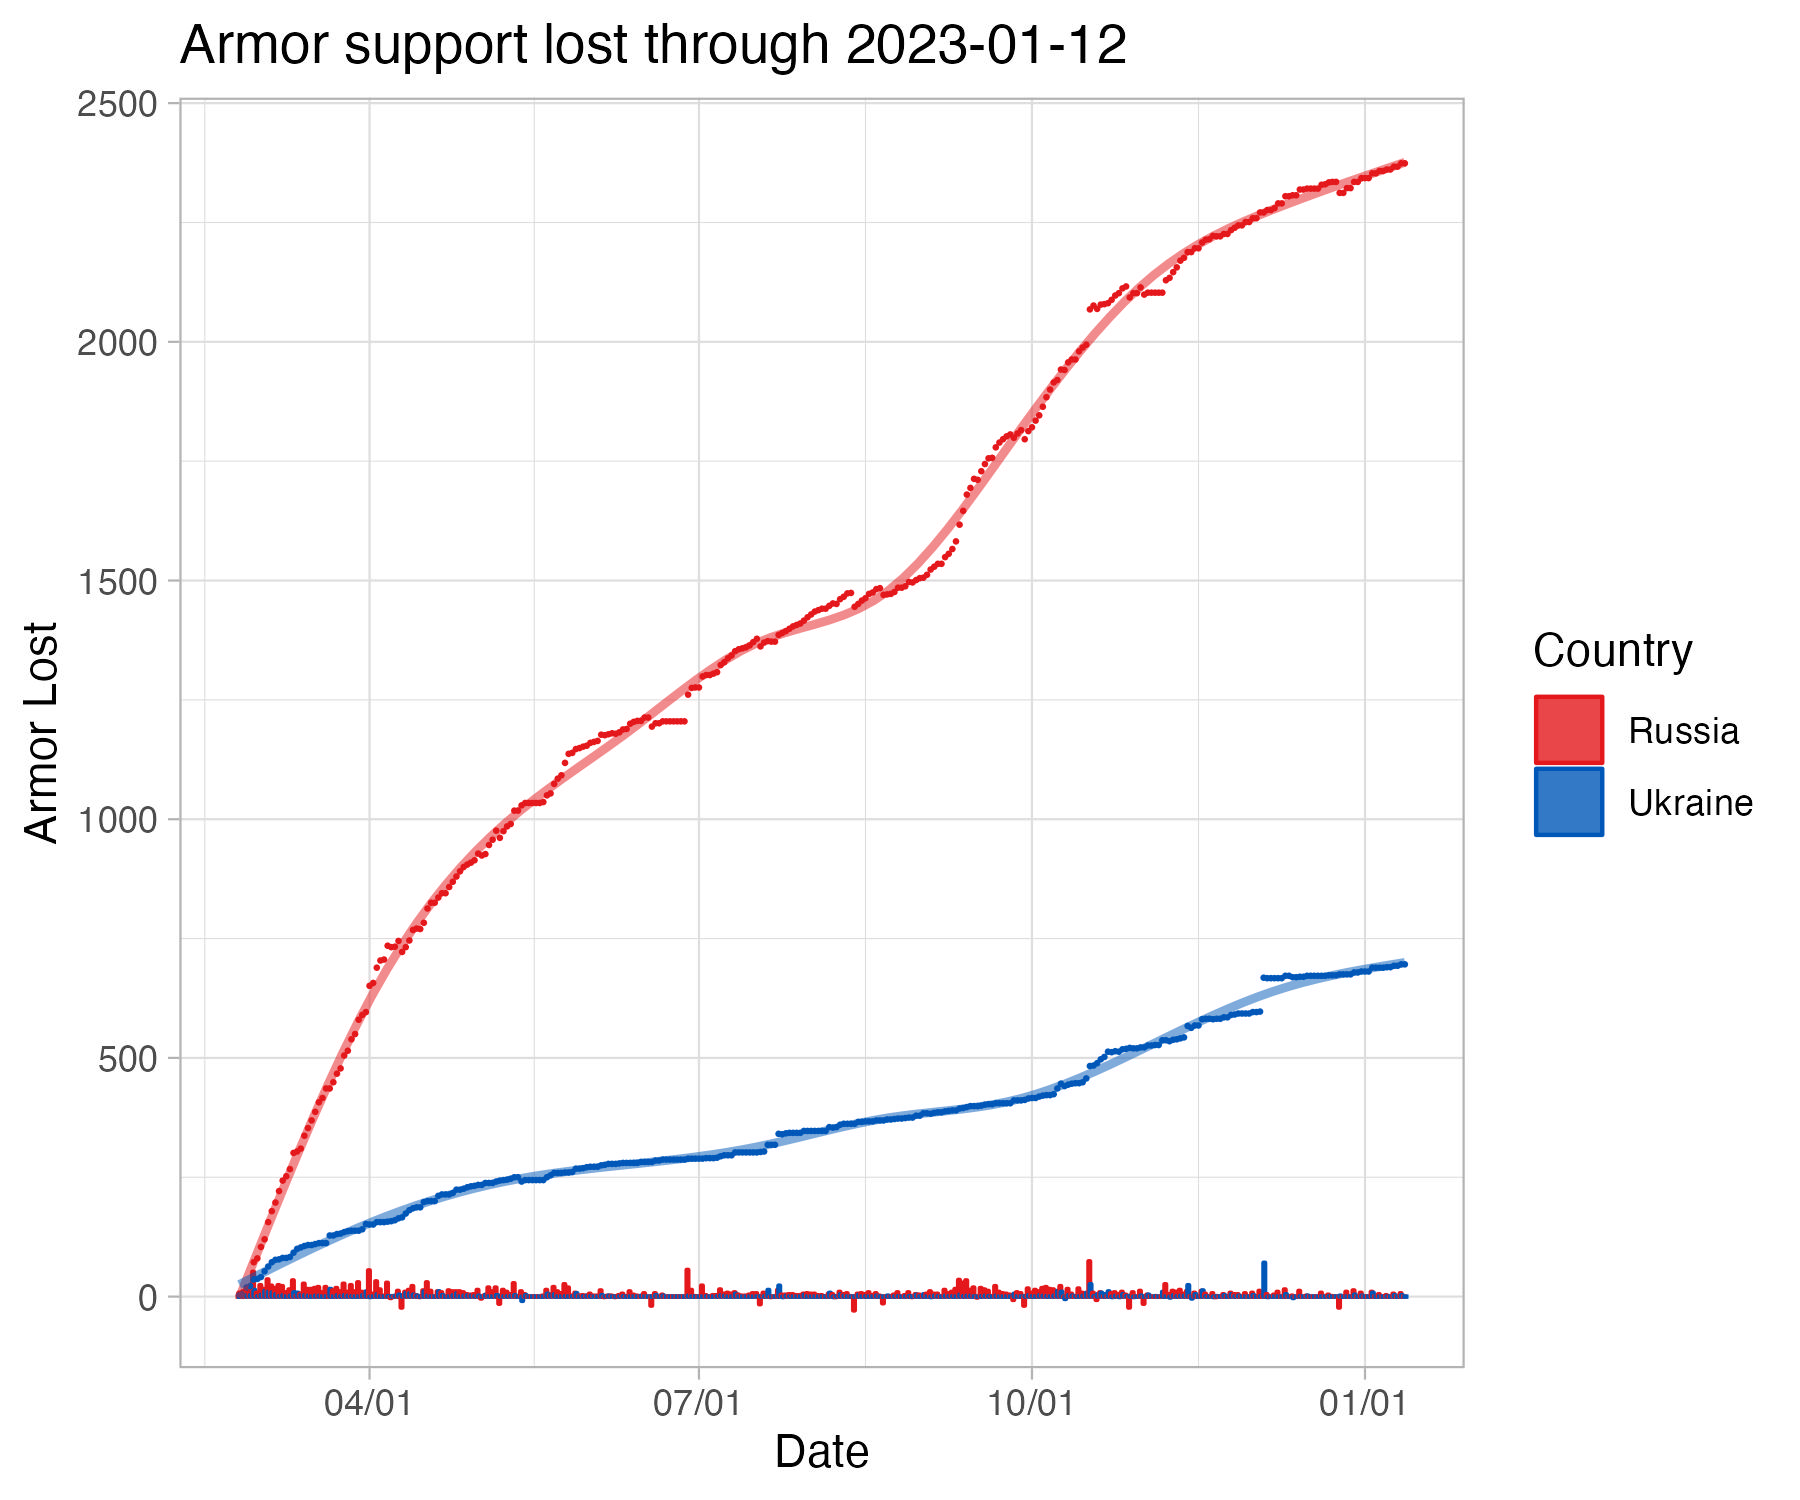 Armor support lost through 2023-01-12
Armor Lost
2500
2000
1500
1000
500
0
04/01
07/01
10/01
01/01
Date
Country
Russia
Ukraine